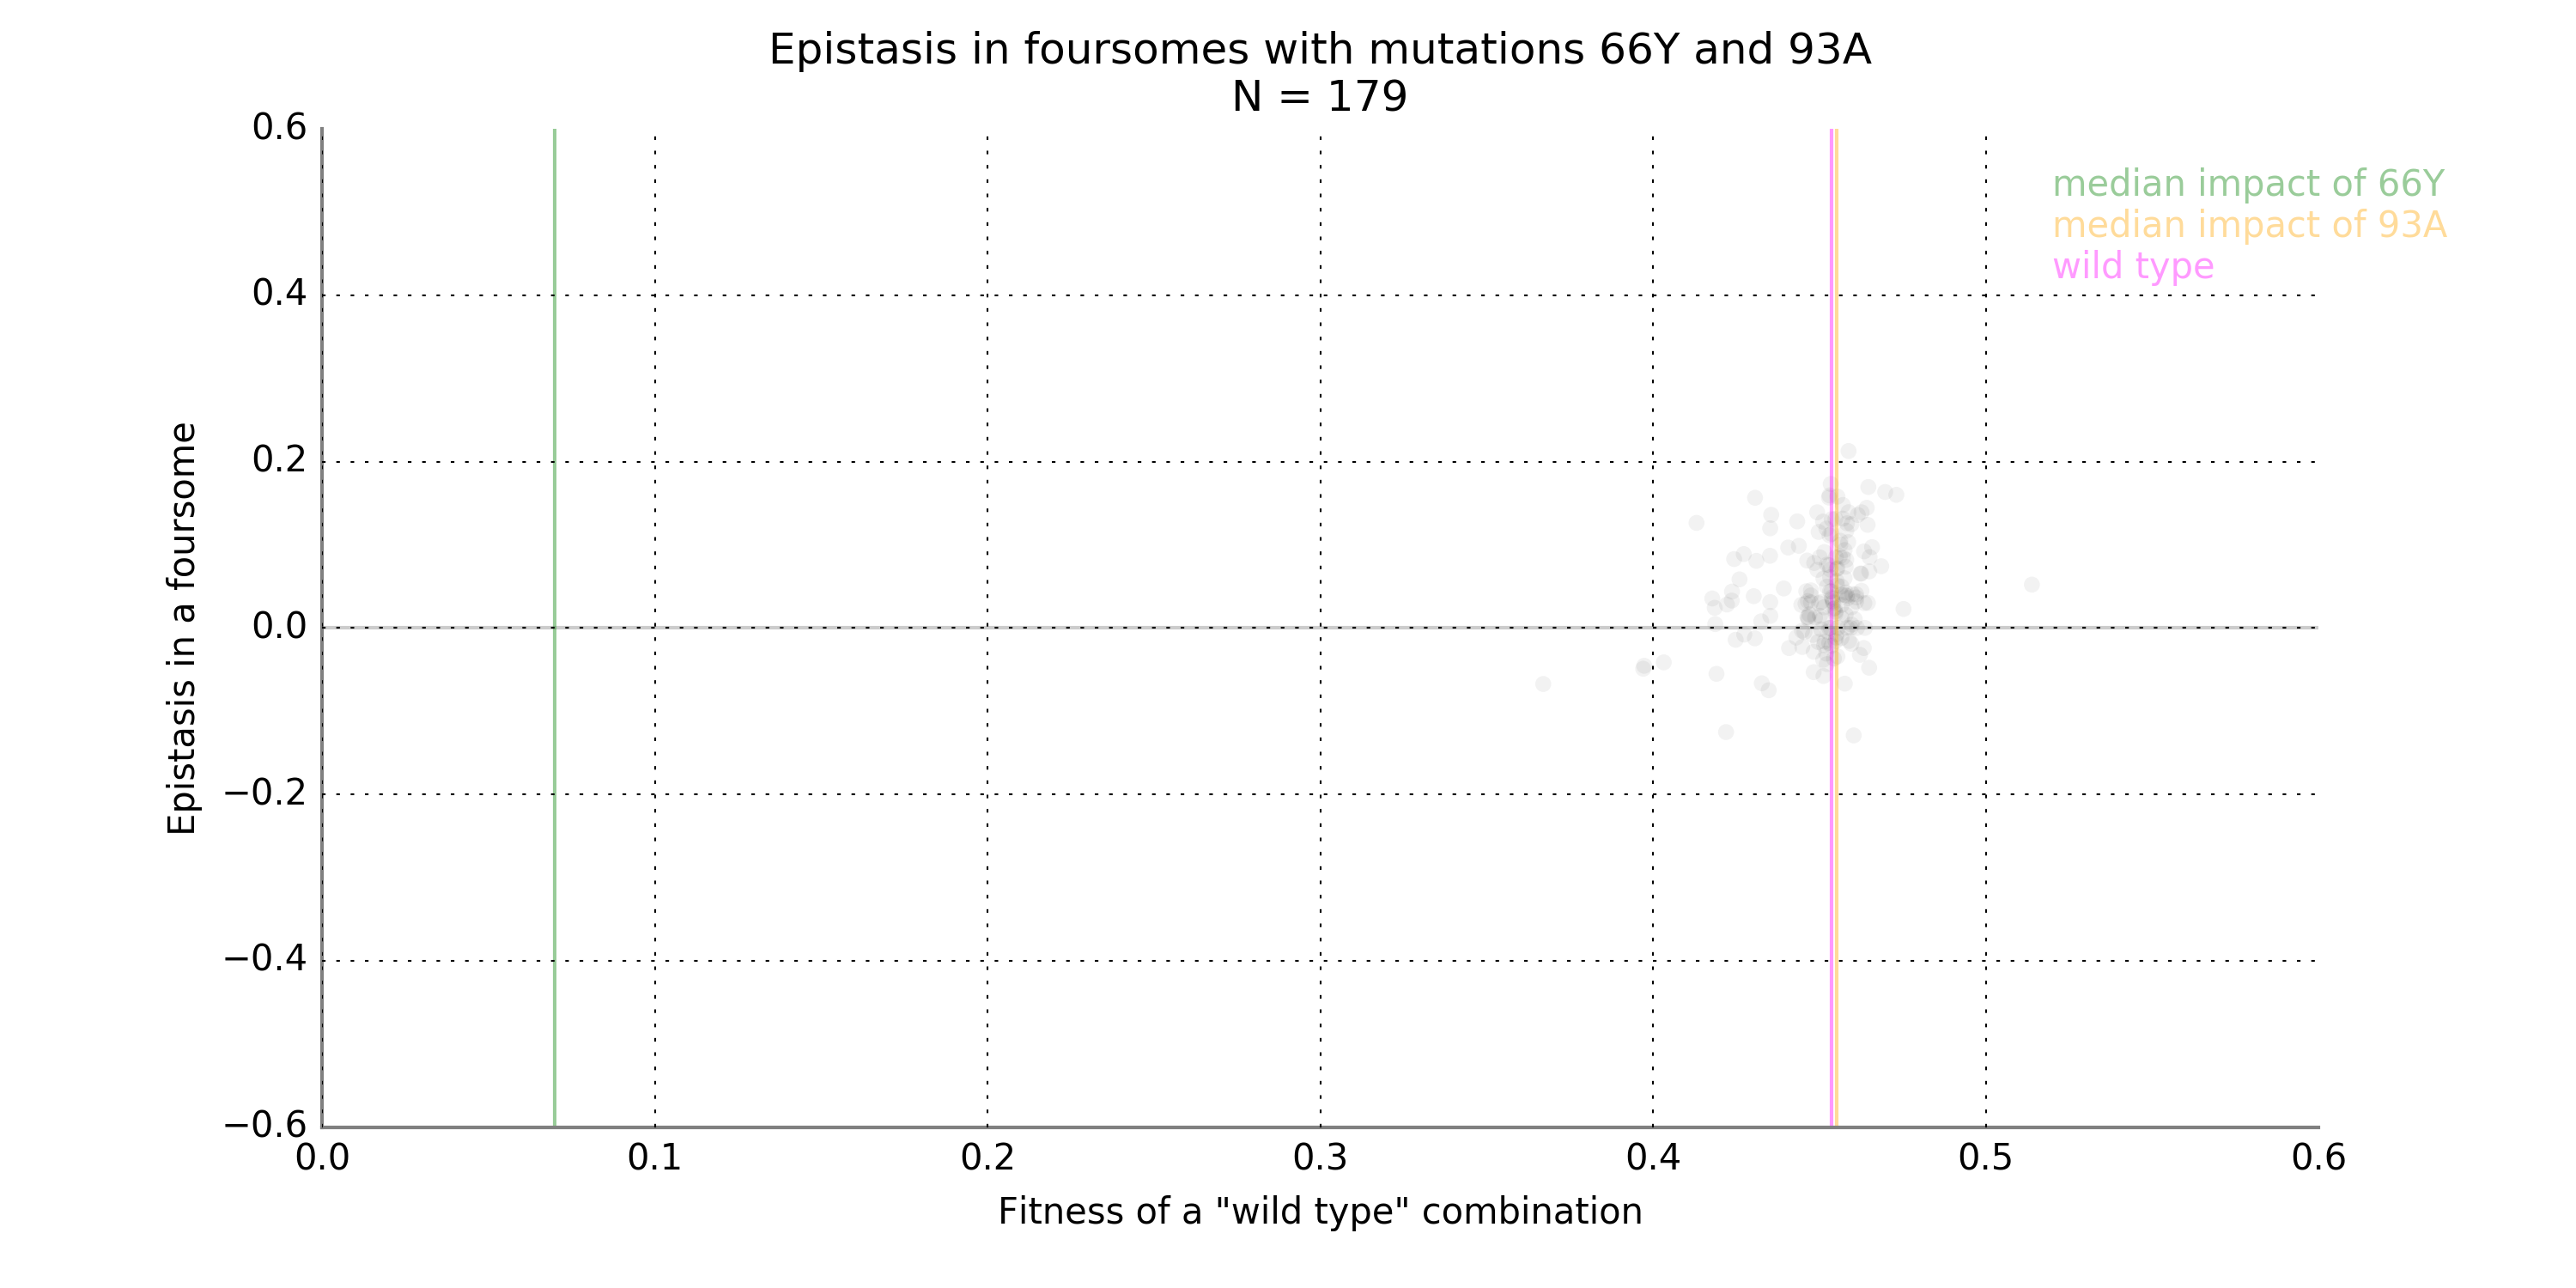 Epistasis in foursomes with mutations 66Y and 93A
N = 179
median impact of 66Y
median impact of 93A
wild type
Epistasis in a foursome
0.6
0.4
0.2
0.0
−0.2
−0.4
−0.6
0.0 0.1 0.2 0.3 0.4 0.5 0.6
Fitness of a "wild type" combination